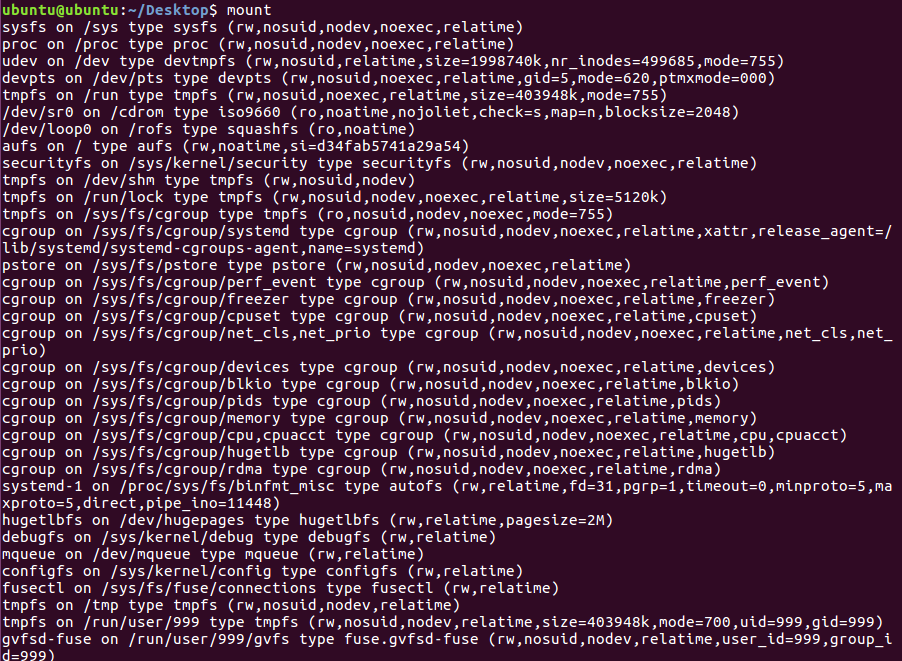 ubuntu@ubuntu:~/Desktop$ mount
sysfs on /sys type sysfs (rw,nosuid,nodev,noexec,relatime)
proc on /proc type proc (rw,nosuid,nodev,noexec,relatime)
udev on /dev type devtmpfs (rw,nosuid,relatime,size=1998740k,nr_inodes=499685,mode=755)
devpts on /dev/pts type devpts (rw,nosuid,noexec,relatime,gid=5,mode=620,ptmxmode=000)
tmpfs on /run type tmpfs (rw,nosuid,noexec,relatime,size=403948k,mode=755)
/dev/sr0 on /cdrom type iso9660 (ro,noatime,nojoliet,check=s,map=n,blocksize=2048)
/dev/loop0 on /rofs type squashfs (ro,noatime)
aufs on / type aufs (rw,noatime,si=d34fab5741a29a54)
securityfs on /sys/kernel/security type securityfs (rw,nosuid,nodev,noexec,relatime)
tmpfs on /dev/shm type tmpfs (rw,nosuid,nodev)
tmpfs on /run/lock type tmpfs (rw,nosuid,nodev,noexec,relatime,size=5120k)
tmpfs on /sys/fs/cgroup type tmpfs (ro,nosuid,nodev,noexec,mode=755)
cgroup on /sys/fs/cgroup/systemd type cgroup (rw,nosuid,nodev,noexec,relatime,xattr,release_agent=/
lib/systemd/systemd-cgroups-agent,name=systemd)
pstore on /sys/fs/pstore type pstore (rw,nosuid,nodev,noexec,relatime)
cgroup on /sys/fs/cgroup/perf_event type cgroup (rw,nosuid,nodev,noexec,relatime,perf_event)
cgroup on /sys/fs/cgroup/freezer type cgroup (rw,nosuid,nodev,noexec,relatime,freezer)
cgroup on /sys/fs/cgroup/cpuset type cgroup (rw,nosuid,nodev,noexec,relatime,cpuset)
cgroup on /sys/fs/cgroup/net_cls,net_prio type cgroup (rw,nosuid,nodev,noexec,relatime,net_cls,net_
prio)
cgroup on /sys/fs/cgroup/devices type cgroup (rw,nosuid,nodev,noexec,relatime,devices)
cgroup on /sys/fs/cgroup/blkio type cgroup (rw,nosuid,nodev,noexec,relatime,blkio)
cgroup on /sys/fs/cgroup/pids type cgroup (rw,nosuid,nodev,noexec,relatime,pids)
cgroup on /sys/fs/cgroup/memory type cgroup (rw,nosuid,nodev,noexec,relatime,memory)
cgroup on /sys/fs/cgroup/cpu,cpuacct type cgroup (rw,nosuid,nodev,noexec,relatime,cpu,cpuacct)
cgroup on /sys/fs/cgroup/hugetlb type cgroup (rw,nosuid,nodev,noexec,relatime,hugetlb)
cgroup on /sys/fs/cgroup/rdma type cgroup (rw,nosuid,nodev,noexec,relatime,rdma)
systemd-1 on /proc/sys/fs/binfmt_misc type autofs (rw,relatime,fd=31,pgrp=1,timeout=0,minproto=5,ma
xproto=5,direct,pipe_ino=11448)
hugetlbfs on /dev/hugepages type hugetlbfs (rw,relatime,pagesize=2M)
debugfs on /sys/kernel/debug type debugfs (rw,relatime)
mqueue on /dev/mqueue type mqueue (rw,relatime)
configfs on /sys/kernel/config type configfs (rw,relatime)
fusectl on /sys/fs/fuse/connections type fusectl (rw,relatime)
tmpfs on /tmp type tmpfs (rw,nosuid,nodev,relatime)
tmpfs on /run/user/999 type tmpfs (rw,nosuid,nodev,relatime,size=403948k,mode=700,uid=999,gid=999)
gvfsd-fuse on /run/user/999/gvfs type fuse.gvfsd-fuse (rw,nosuid,nodev,relatime,user_id=999,group_i
d=999)